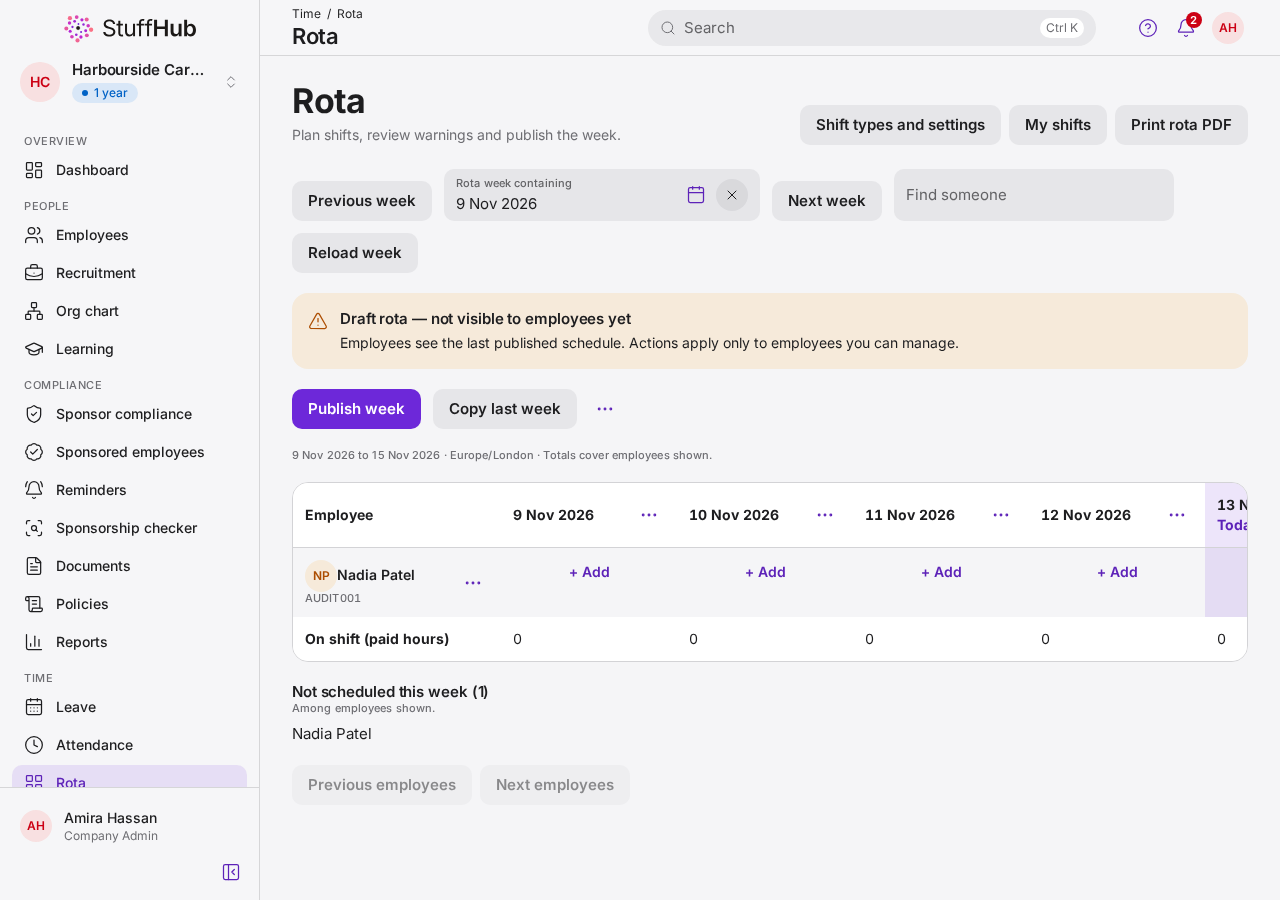 StuffHub
HC
Harbourside Car...
1 year
OVERVIEW
Dashboard
PEOPLE
Employees
Recruitment
Org chart
Learning
COMPLIANCE
Sponsor compliance
Sponsored employees
Reminders
Sponsorship checker
Documents
Policies
Reports
TIME
Leave
Attendance
Rota
AH
Amira Hassan
Company Admin
Time / Rota
Rota
Search
Ctrl K
2
AH
Rota
Plan shifts, review warnings and publish the week.
Shift types and settings
My shifts
Print rota PDF
Previous week
Rota week containing
9 Nov 2026
Next week
Find someone
Reload week
Draft rota — not visible to employees yet
Employees see the last published schedule. Actions apply only to employees you can manage.
Publish week
Copy last week
9 Nov 2026 to 15 Nov 2026 · Europe/London · Totals cover employees shown.
Employee 9 Nov 2026 10 Nov 2026 11 Nov 2026 12 Nov 2026 13 N
Toda
NP Nadia Patel + Add + Add + Add + Add
AUDIT001
On shift (paid hours) 0 0 0 0 0
Not scheduled this week (1)
Among employees shown.
Nadia Patel
Previous employees
Next employees